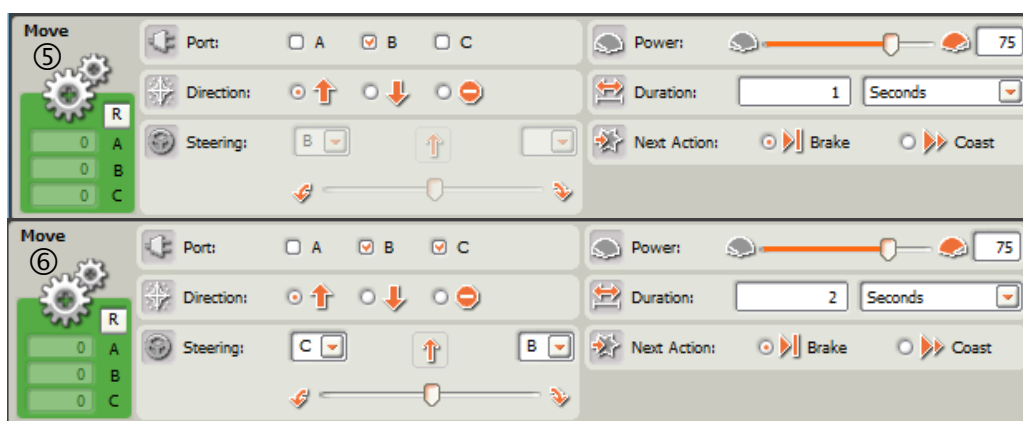 Move Port: A B C Power: 75
⑤
Direction: Duration: 1 Seconds
R
0 A Steering: B Next Action: Brake Coast
0 B
0 C
Move Port: A B C Power: 75
⑥
Direction: Duration: 2 Seconds
R
0 A Steering: C B Next Action: Brake Coast
0 B
0 C